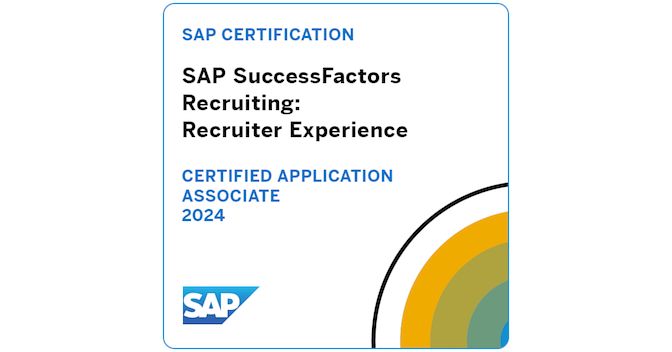 SAP CERTIFICATION
SAP SuccessFactors
Recruiting:
Recruiter Experience
CERTIFIED APPLICATION
ASSOCIATE
2024
SAP